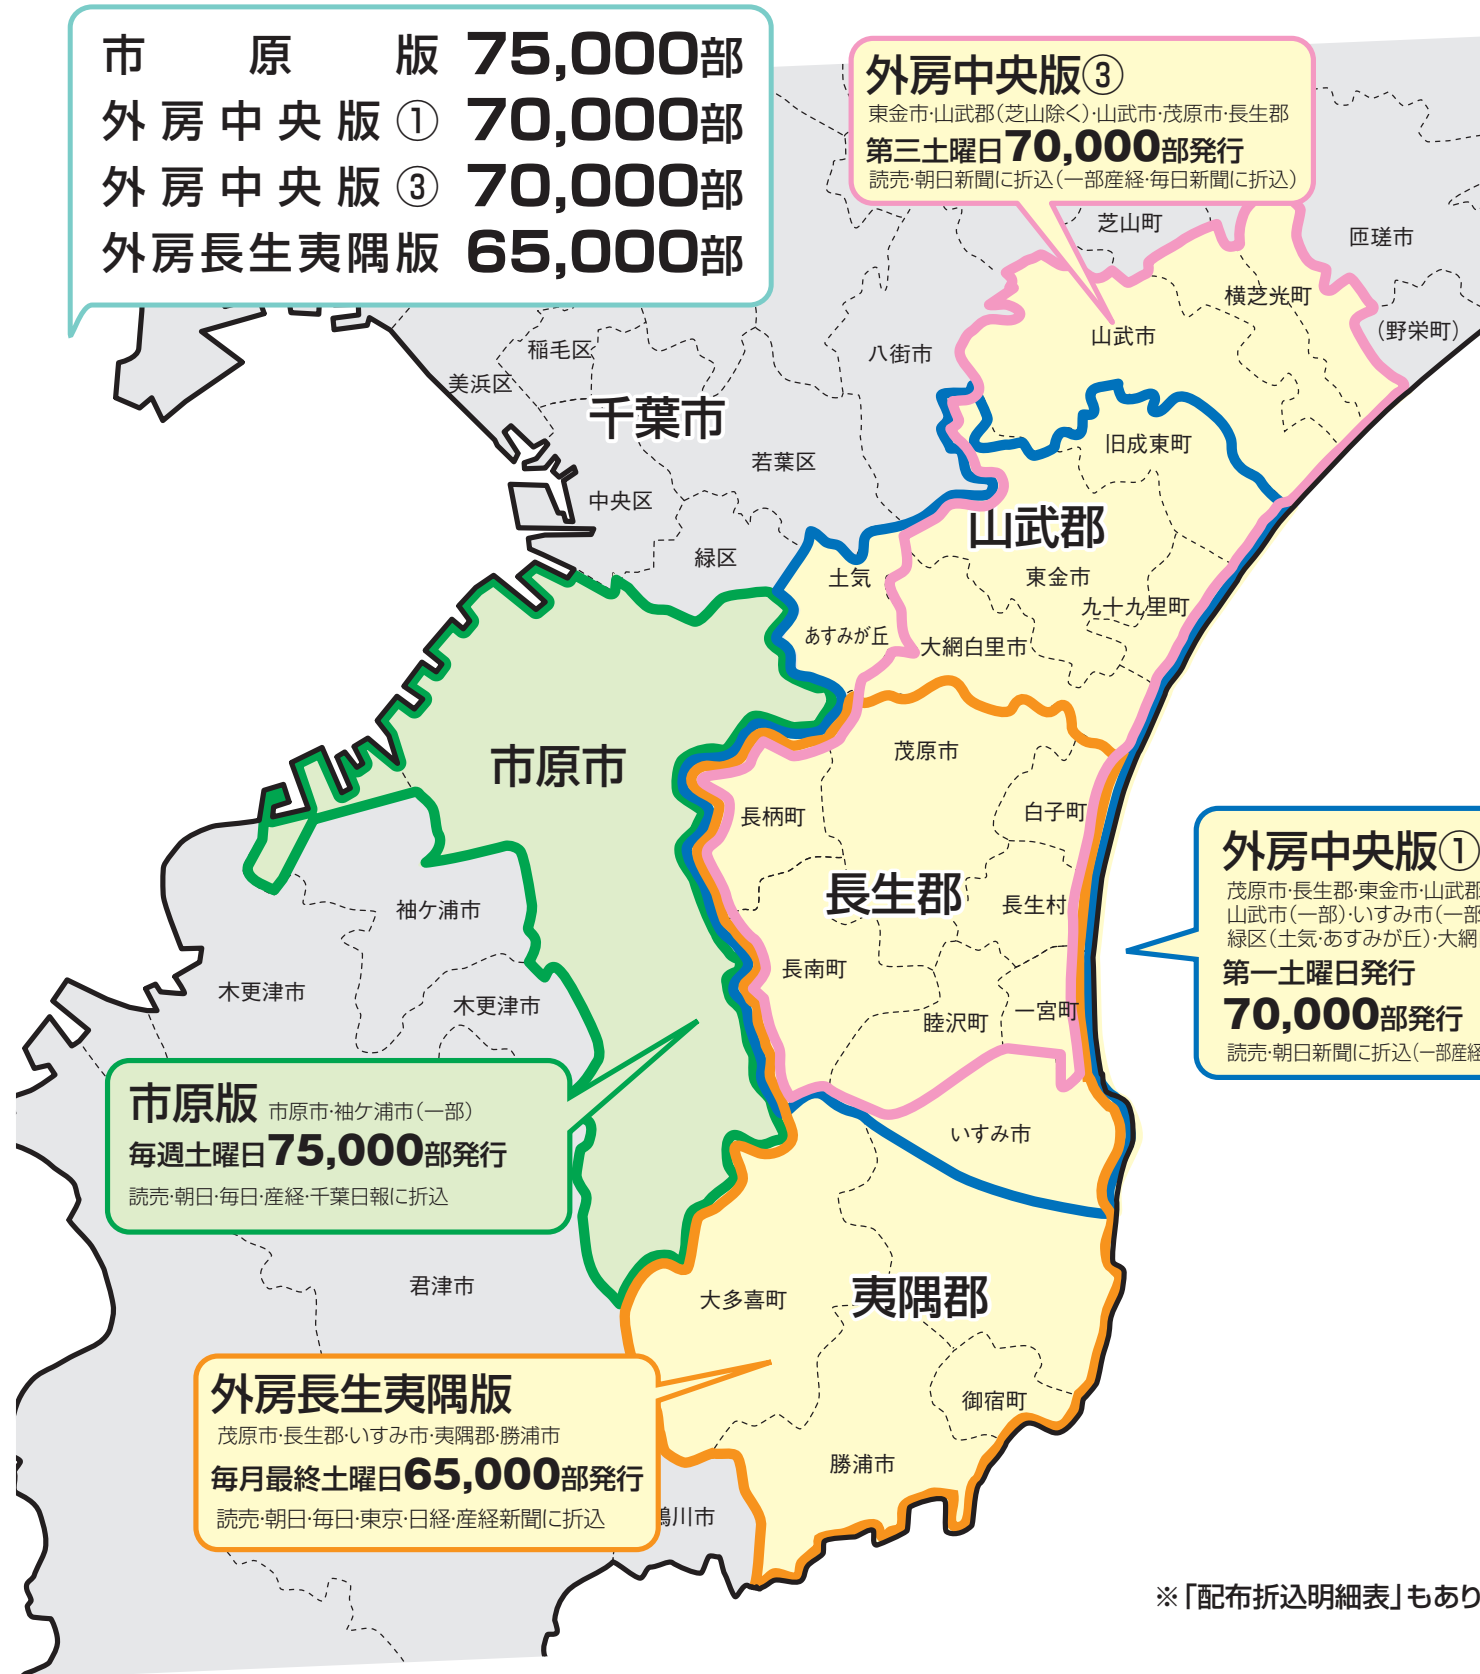 市原版 75,000部
外房中央版① 70,000部
外房中央版③ 70,000部
外房長生夷隅版 65,000部
外房中央版③
東金市・山武郡(芝山除く)・山武市・茂原市・長生郡
第三土曜日70,000部発行
読売・朝日新聞に折込(一部産経・毎日新聞に折込)
芝山町
匝瑳市
横芝光町
(野栄町)
山武市
稲毛区
八街市
美浜区
千葉市
旧成東町
若葉区
中央区
山武郡
緑区
土気
東金市
九十九里町
あすみが丘
大網白里市
市原市
茂原市
長柄町
白子町
外房中央版①
茂原市・長生郡・東金市・山武郡
山武市(一部)・いすみ市(一部
緑区(土気・あすみが丘)・大網
第一土曜日発行
70,000部発行
読売・朝日新聞に折込(一部産経
長生郡
長生村
袖ケ浦市
長南町
木更津市
木更津市
一宮町
睦沢町
市原版 市原市・袖ケ浦市(一部)
毎週土曜日75,000部発行
読売・朝日・毎日・産経・千葉日報に折込
いすみ市
君津市
大多喜町
夷隅郡
外房長生夷隅版
茂原市・長生郡・いすみ市・夷隅郡・勝浦市
毎月最終土曜日65,000部発行
読売・朝日・毎日・東京・日経・産経新聞に折込
御宿町
勝浦市
鴨川市
※「配布折込明細表」もあり